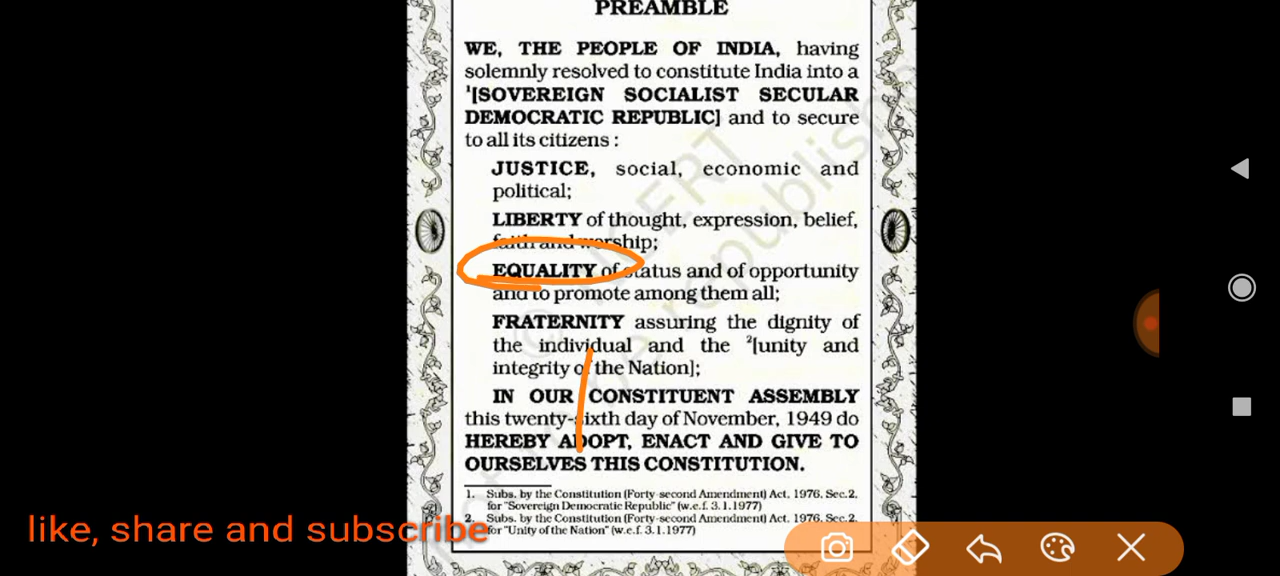 PREAMBLE
WE, THE PEOPLE OF INDIA, having
solemnly resolved to constitute India into a
¹[SOVEREIGN SOCIALIST SECULAR
DEMOCRATIC REPUBLIC] and to secure
to all its citizens :
JUSTICE, social, economic and
political;
LIBERTY of thought, expression, belief,
faith and worship;
EQUALITY of status and of opportunity
and to promote among them all;
FRATERNITY assuring the dignity of
the individual and the ²[unity and
integrity of the Nation];
IN OUR CONSTITUENT ASSEMBLY
this twenty-sixth day of November, 1949 do
HEREBY ADOPT, ENACT AND GIVE TO
OURSELVES THIS CONSTITUTION.
1. Subs. by the Constitution (Forty-second Amendment) Act, 1976, Sec.2,
for "Sovereign Democratic Republic" (w.e.f. 3.1.1977)
2. Subs. by the Constitution (Forty-second Amendment) Act, 1976, Sec.2,
for "Unity of the Nation" (w.e.f. 3.1.1977)
like, share and subscribe